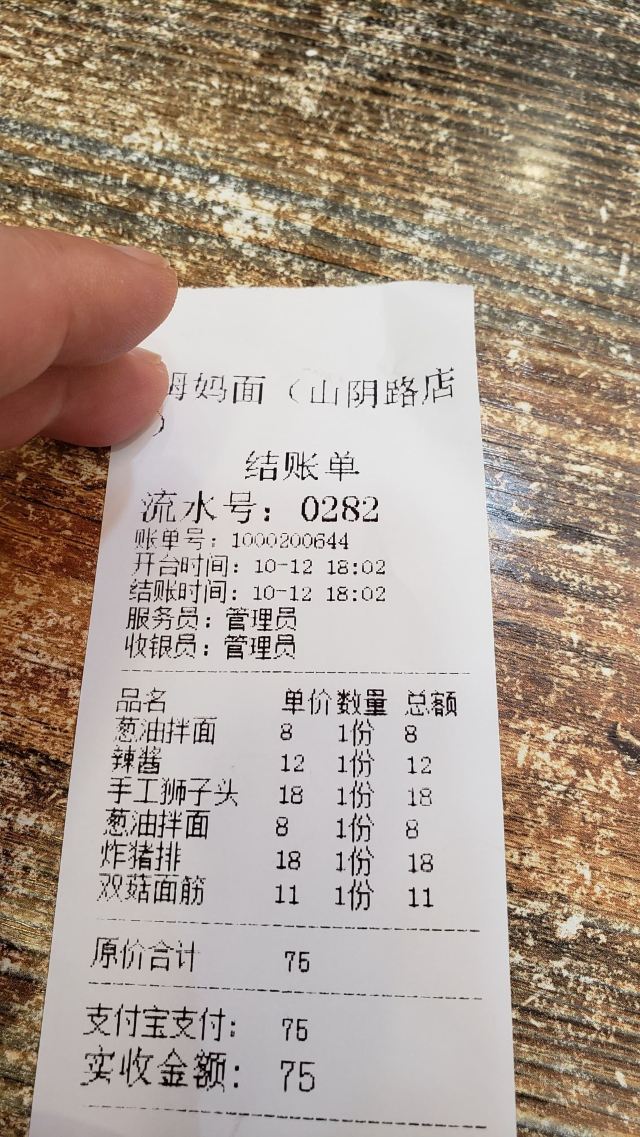 姆妈面（山阴路店
）
结账单
流水号：0282
账单号：1000200644
开台时间：10-12 18:02
结账时间：10-12 18:02
服务员：管理员
收银员：管理员
品名 单价 数量 总额
葱油拌面 8 1份 8
辣酱 12 1份 12
手工狮子头 18 1份 18
葱油拌面 8 1份 8
炸猪排 18 1份 18
双菇面筋 11 1份 11
原价合计 75
支付宝支付： 75
实收金额： 75